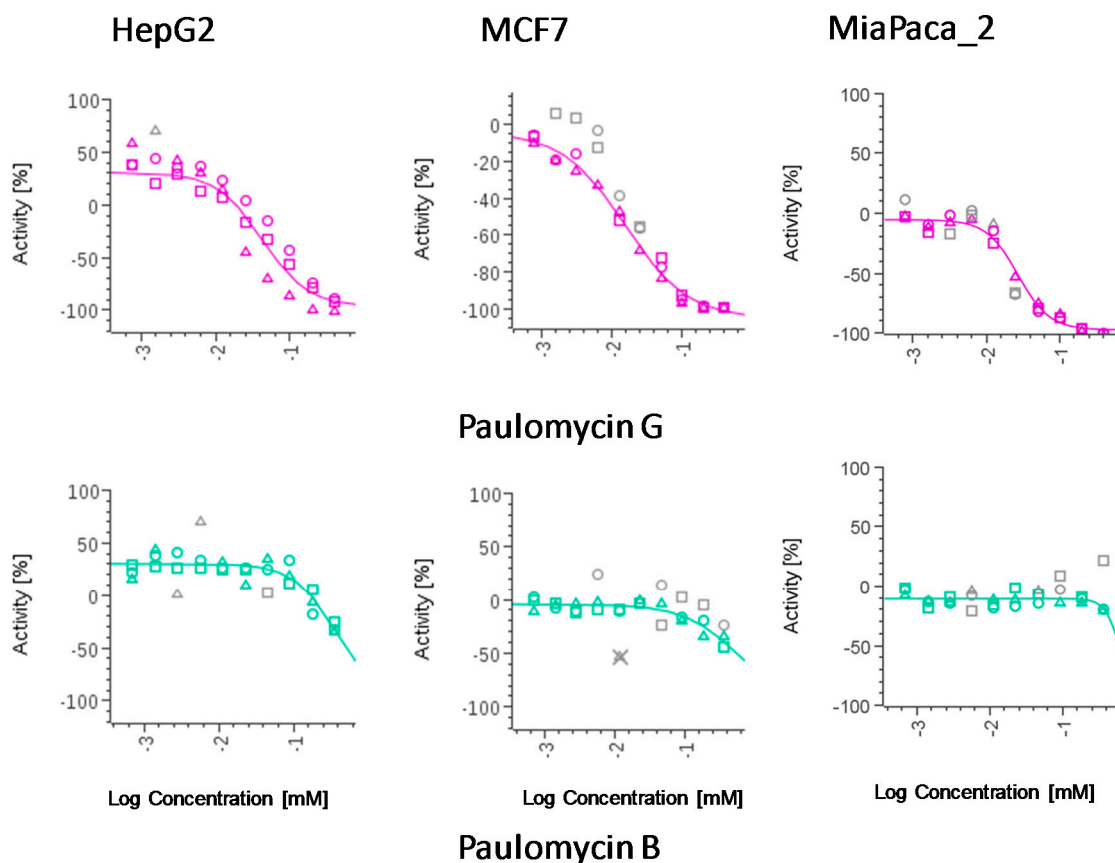 HepG2 MCF7 MiaPaca_2
Activity [%] 100 50 0 -50 -100 -3 -2 -1
Activity [%] 0 -20 -40 -60 -80 -100 -3 -2 -1
Activity [%] 100 50 0 -50 -100 -3 -2 -1
Paulomycin G
Activity [%] 100 50 0 -50 -100 -3 -2 -1
Activity [%] 100 50 0 -50 -100 -3 -2 -1
Activity [%] 100 50 0 -50 -100 -3 -2 -1
Log Concentration [mM] Log Concentration [mM] Log Concentration [mM]
Paulomycin B